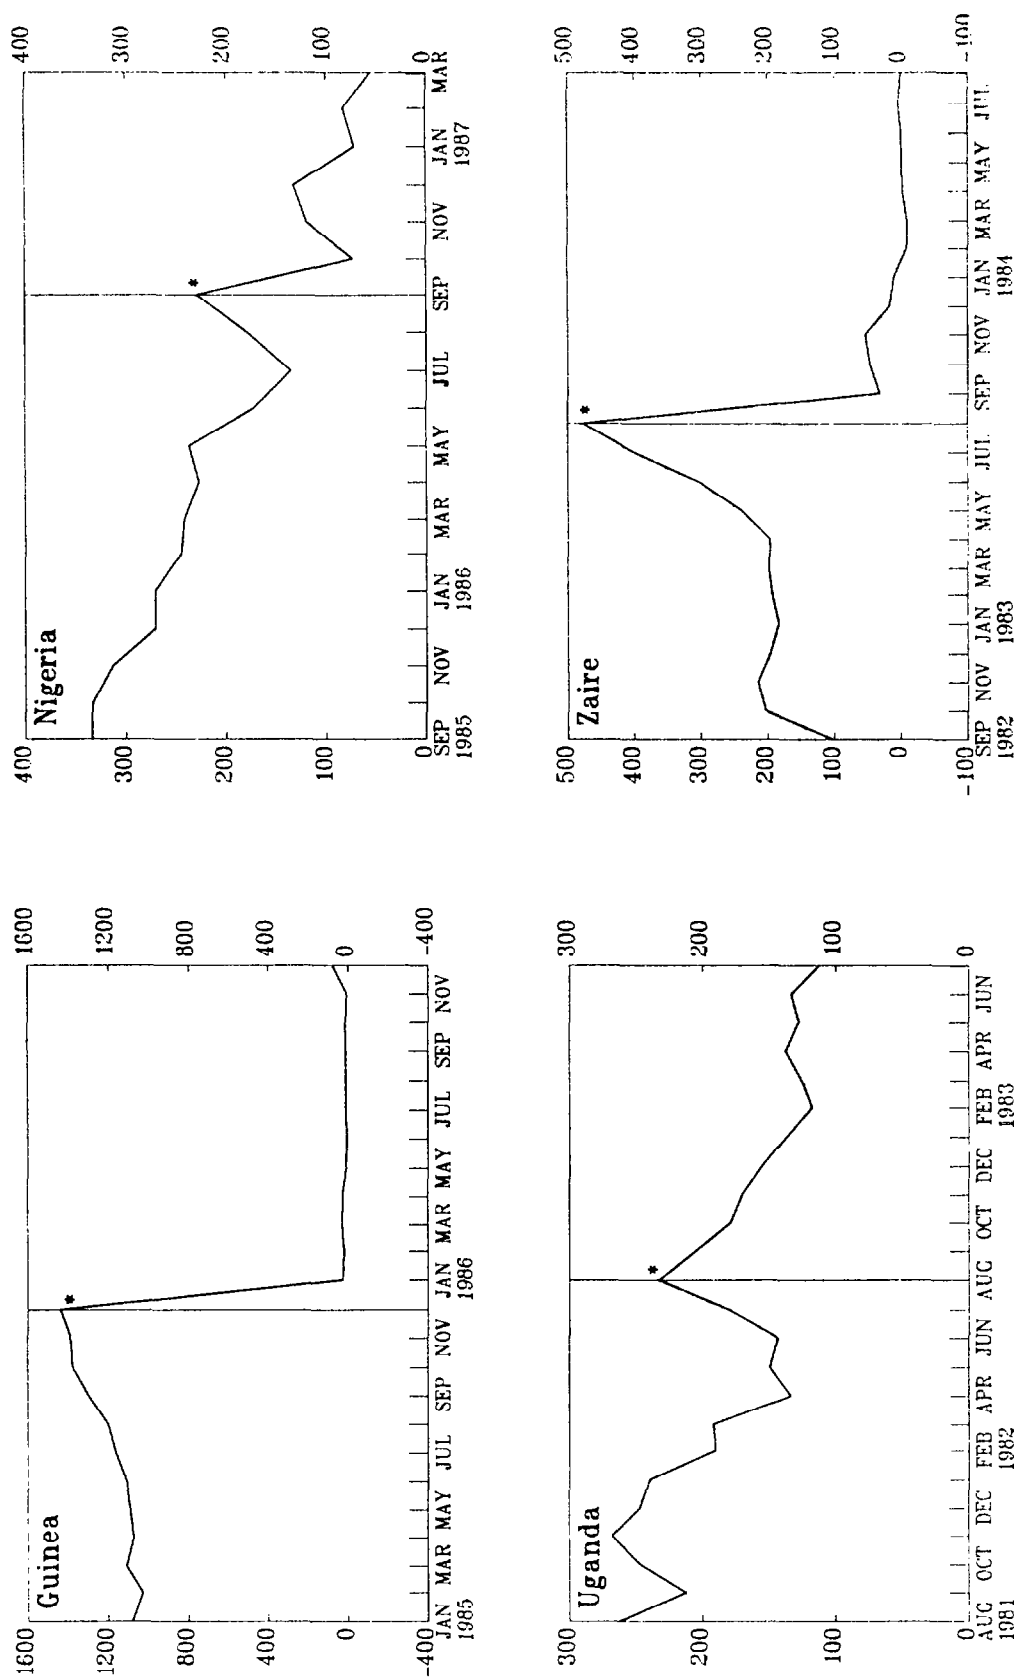 Guinea
1600 1600
*
1200 1200
800 800
400 400
0 0
-400 -400
JAN MAR MAY JUL SEP NOV JAN MAR MAY JUL SEP NOV
1985 1986
Nigeria
400 400
300 300
*
200 200
100 100
0 0
SEP NOV JAN MAR MAY JUL SEP NOV JAN MAR
1985 1986 1987
Uganda
300 300
*
200 200
100 100
0 0
AUG OCT DEC FEB APR JUN AUG OCT DEC FEB APR JUN
1981 1982 1983
Zaire
500 500
*
400 400
300 300
200 200
100 100
0 0
-100 -100
SEP NOV JAN MAR MAY JUL SEP NOV JAN MAR MAY JUL
1982 1983 1984